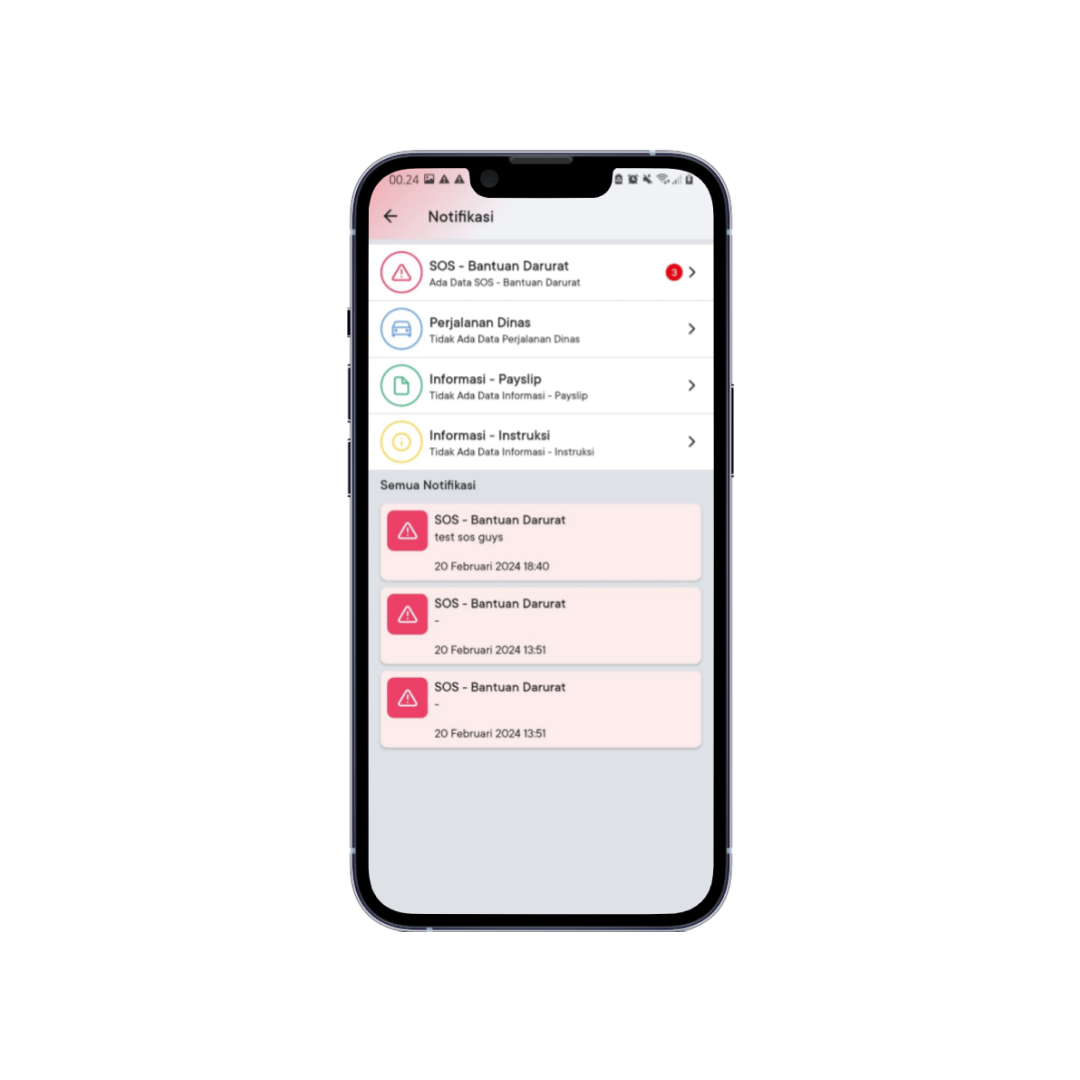 00.24
Notifikasi
SOS - Bantuan Darurat
3
Ada Data SOS - Bantuan Darurat
Perjalanan Dinas
Tidak Ada Data Perjalanan Dinas
Informasi - Payslip
Tidak Ada Data Informasi - Payslip
Informasi - Instruksi
Tidak Ada Data Informasi - Instruksi
Semua Notifikasi
SOS - Bantuan Darurat
test sos guys
20 Februari 2024 18:40
SOS - Bantuan Darurat
-
20 Februari 2024 13:51
SOS - Bantuan Darurat
-
20 Februari 2024 13:51